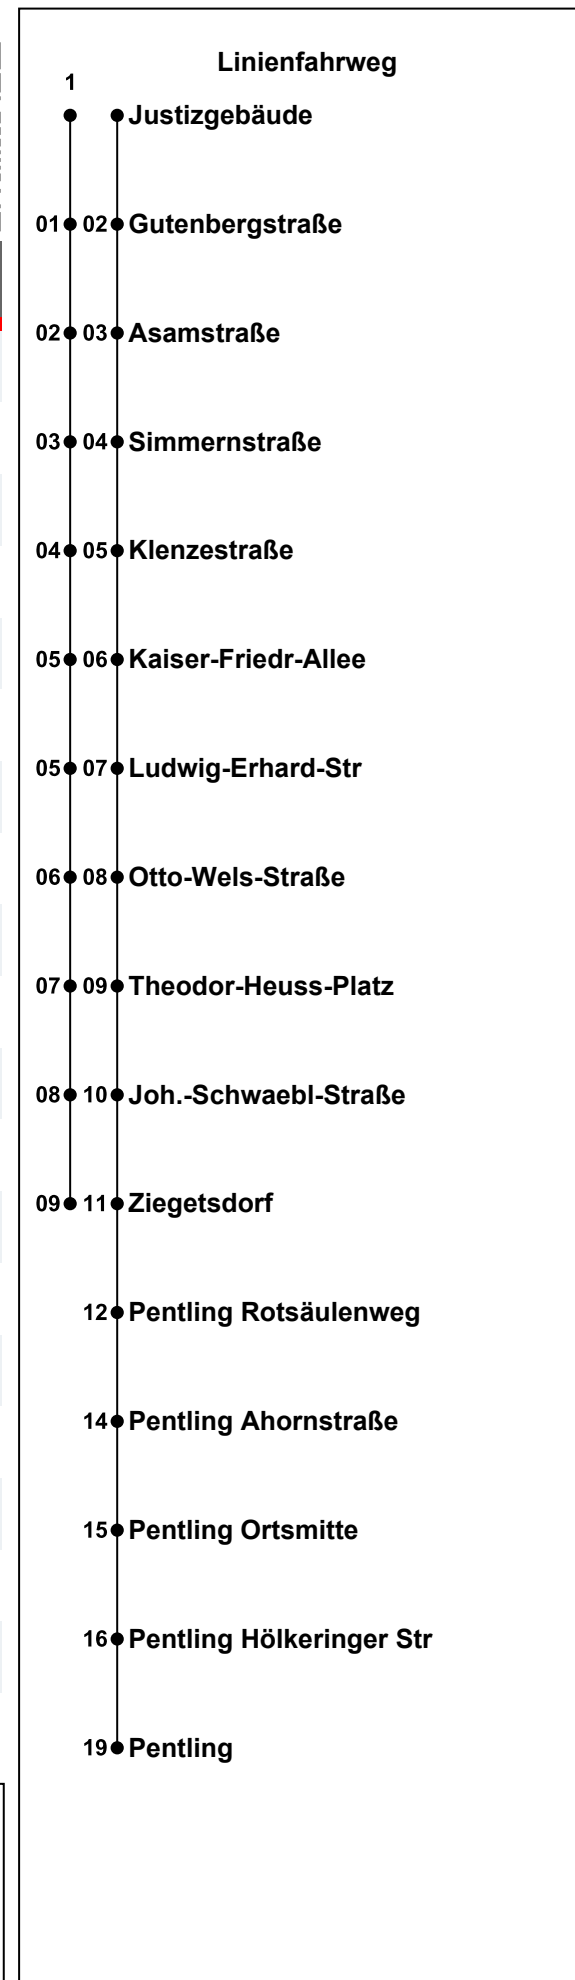 Linienfahrweg
1
Justizgebäude
01 02 Gutenbergstraße
02 03 Asamstraße
03 04 Simmernstraße
04 05 Klenzestraße
05 06 Kaiser-Friedr-Allee
05 07 Ludwig-Erhard-Str
06 08 Otto-Wels-Straße
07 09 Theodor-Heuss-Platz
08 10 Joh.-Schwaebl-Straße
09 11 Ziegetsdorf
12 Pentling Rotsäulenweg
14 Pentling Ahornstraße
15 Pentling Ortsmitte
16 Pentling Hölkeringer Str
19 Pentling